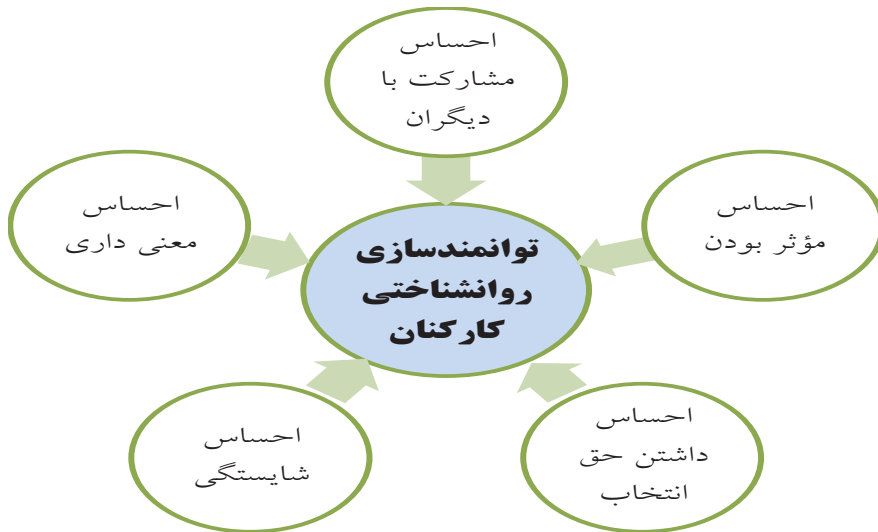 احساس
مشارکت با
دیگران
احساس
مؤثر بودن
احساس
معنی داری
توانمندسازی
روانشناختی
کارکنان
احساس
داشتن حق
انتخاب
احساس
شایستگی